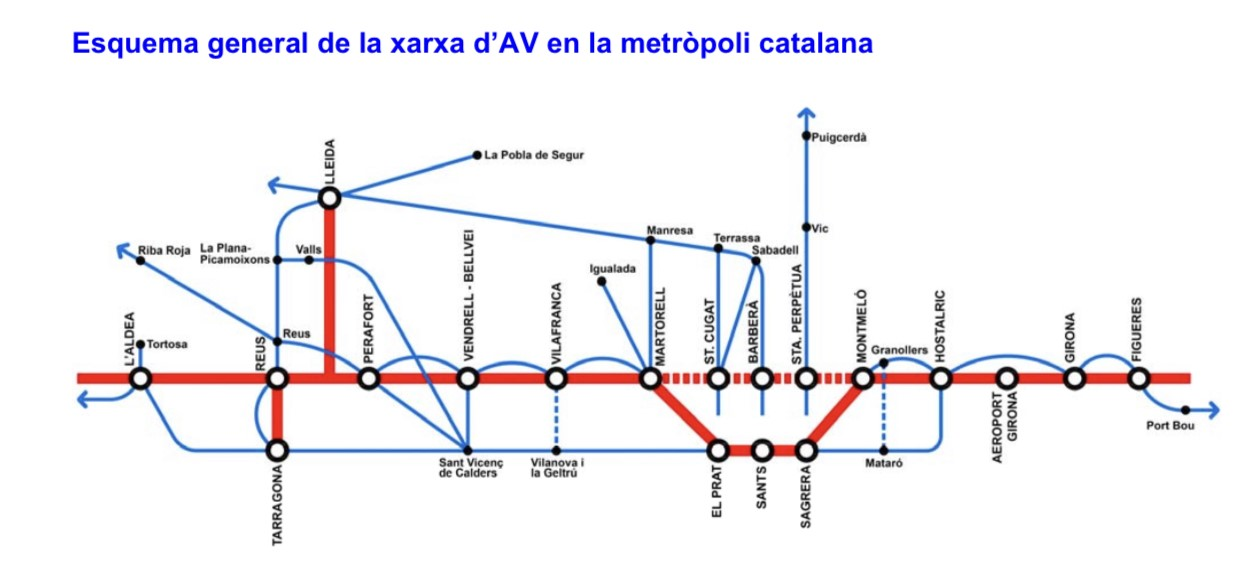 Esquema general de la xarxa d’AV en la metròpoli catalana
Puigcerdà
LLEIDA
La Pobla de Segur
Vic
Manresa
Terrassa
Sabadell
Riba Roja
La Plana-
Picamoixons
Valls
Igualada
L'ALDEA
Tortosa
REUS
Reus
PERAFORT
VENDRELL - BELLVEI
VILAFRANCA
MARTORELL
ST. CUGAT
BARBERÀ
STA. PERPÈTUA
MONTMELÓ
Granollers
HOSTALRIC
GIRONA
FIGUERES
AEROPORT
GIRONA
Port Bou
TARRAGONA
Sant Vicenç
de Calders
Vilanova i
la Geltrú
EL PRAT
SANTS
SAGRERA
Mataró